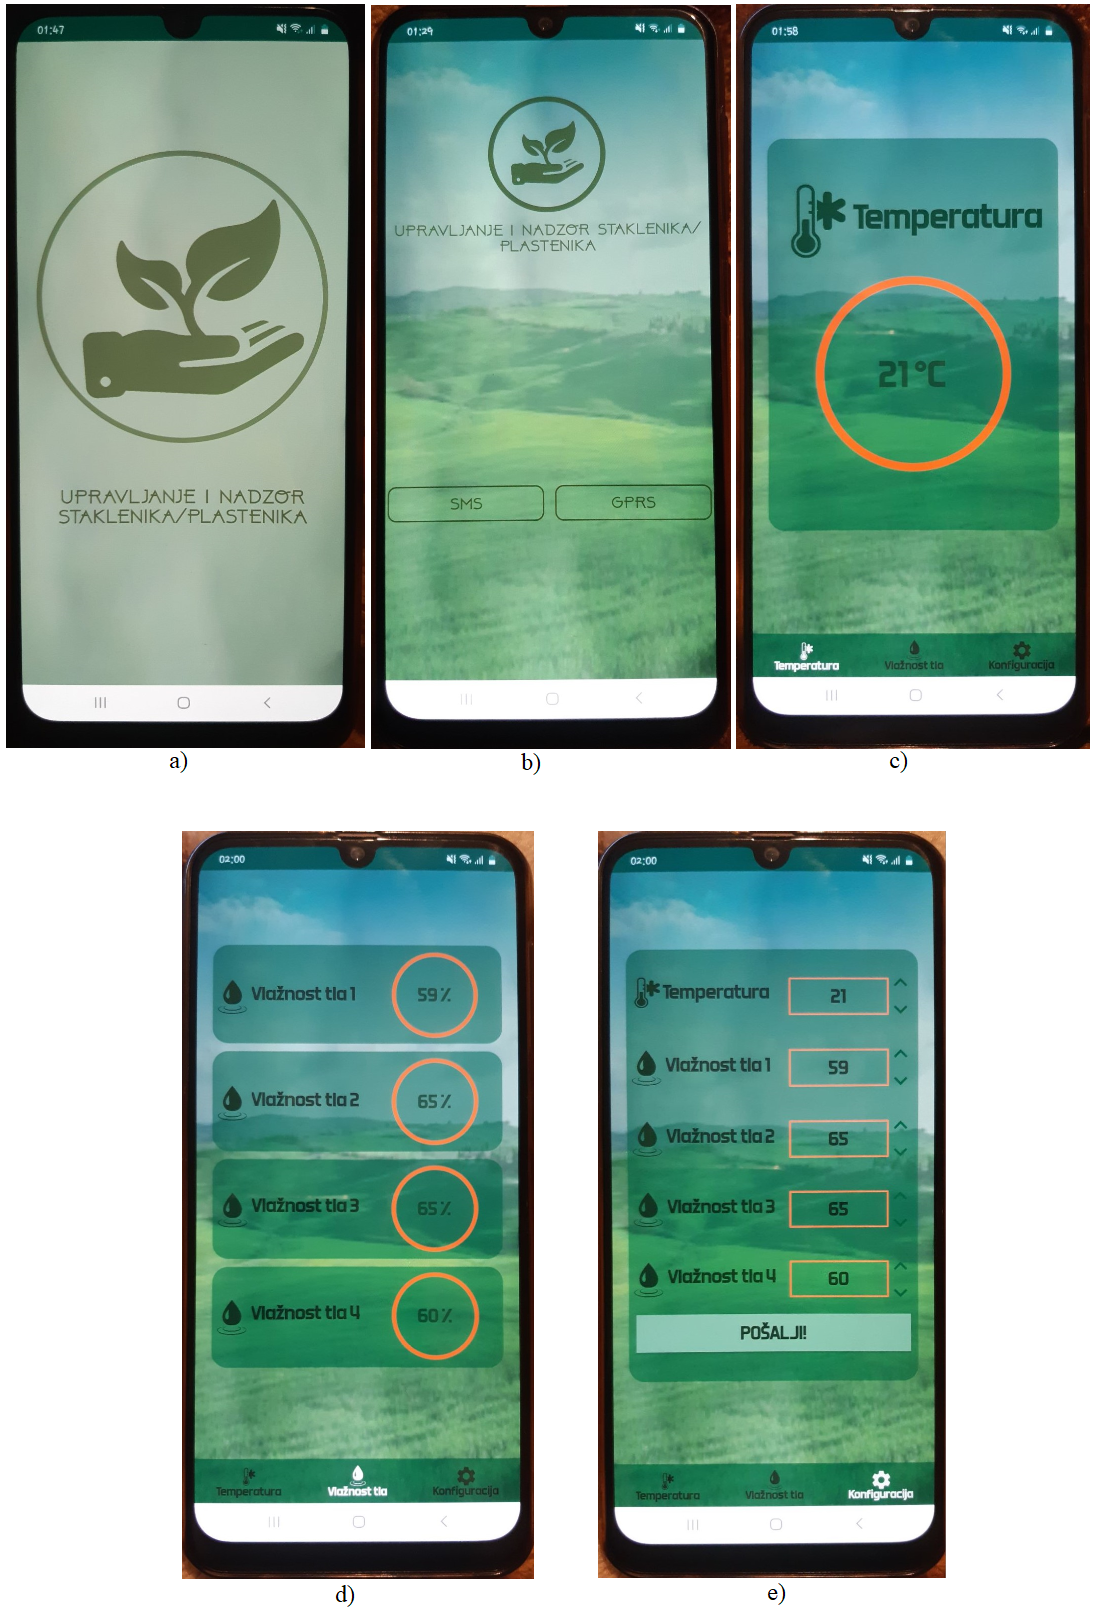 01:47
UPRAVLJANJE I NADZOR
STAKLENIKA/PLASTENIKA
a)
01:29
UPRAVLJANJE I NADZOR STAKLENIKA/
PLASTENIKA
SMS
GPRS
b)
01:58
Temperatura
21 °C
Temperatura
Vlažnost tla
Konfiguracija
c)
02:00
Vlažnost tla 1
59 %
Vlažnost tla 2
65 %
Vlažnost tla 3
65 %
Vlažnost tla 4
60 %
Temperatura
Vlažnost tla
Konfiguracija
d)
02:00
Temperatura
21
Vlažnost tla 1
59
Vlažnost tla 2
65
Vlažnost tla 3
65
Vlažnost tla 4
60
POŠALJI!
Temperatura
Vlažnost tla
Konfiguracija
e)